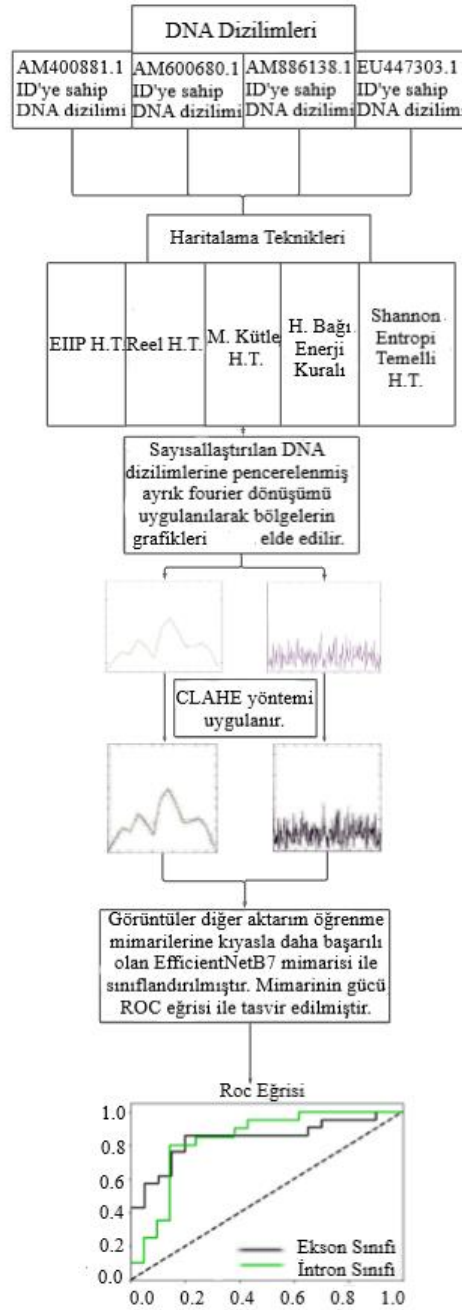 DNA Dizilimleri
AM400881.1
ID'ye sahip
DNA dizilimi
AM600680.1
ID'ye sahip
DNA dizilimi
AM886138.1
ID'ye sahip
DNA dizilimi
EU447303.1
ID'ye sahip
DNA dizilimi
Haritalama Teknikleri
EIIP H.T.
Reel H.T.
M. Kütle
H.T.
H. Bağı
Enerji
Kuralı
Shannon
Entropi
Temelli
H.T.
Sayısallaştırılan DNA
dizilimlerine pencerelenmiş
ayrık fourier dönüşümü
uygulanılarak bölgelerin
grafikleri elde edilir.
CLAHE yöntemi
uygulanır.
Görüntüler diğer aktarım öğrenme
mimarilerine kıyasla daha başarılı
olan EfficientNetB7 mimarisi ile
sınıflandırılmıştır. Mimarinin gücü
ROC eğrisi ile tasvir edilmiştir.
Roc Eğrisi
1.0
0.8
0.6
0.4
0.2
0.0
Ekson Sınıfı
İntron Sınıfı
0.0 0.2 0.4 0.6 0.8 1.0